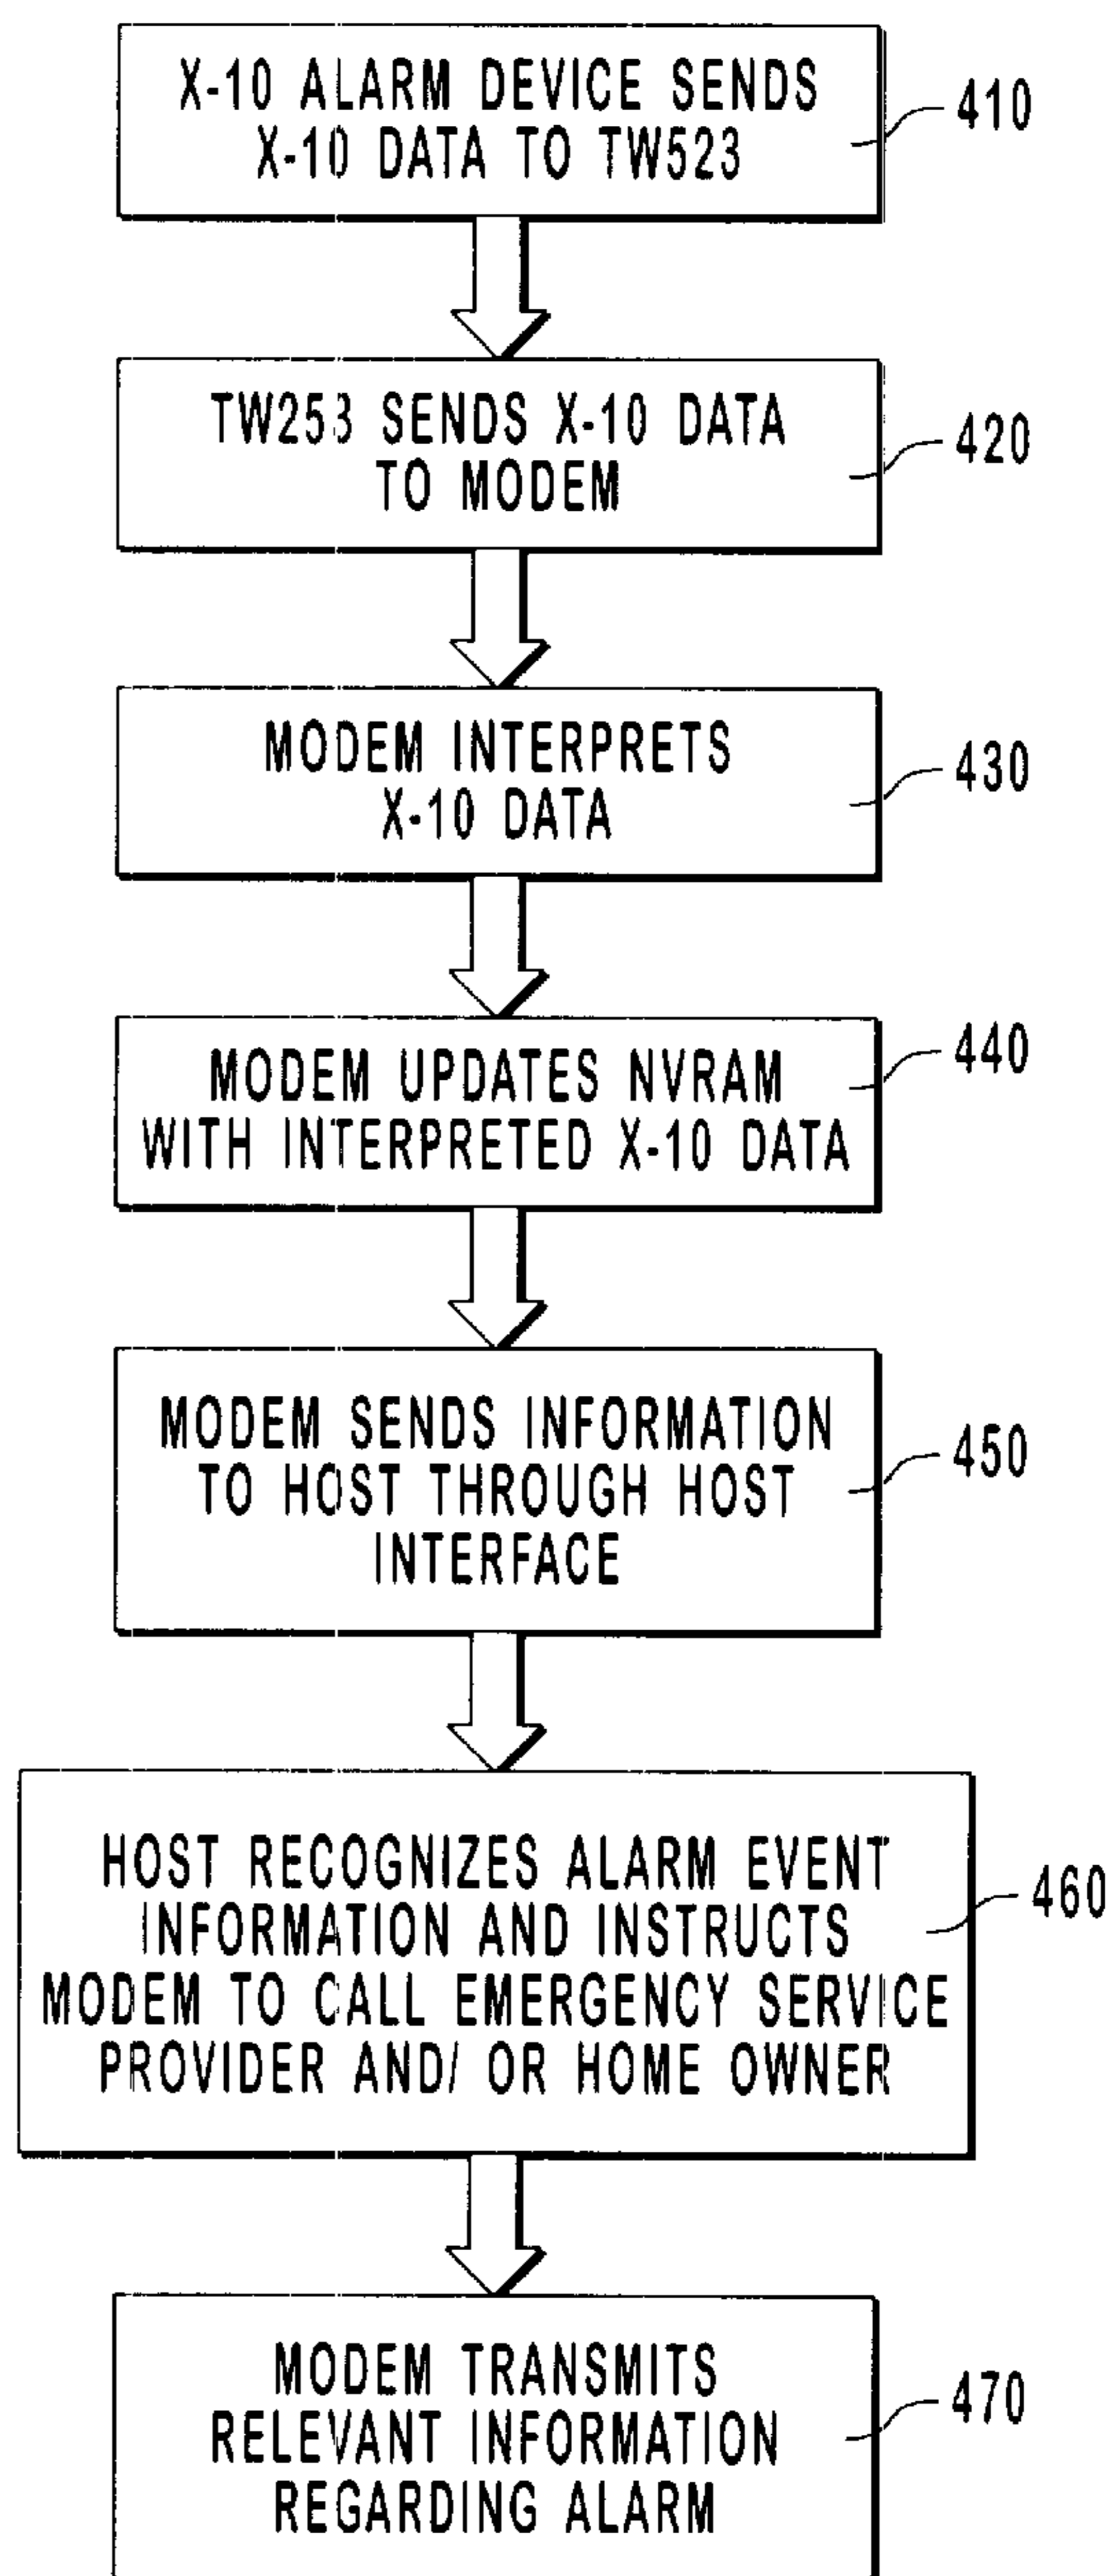 X-10 ALARM DEVICE SENDS
X-10 DATA TO TW523
410
TW253 SENDS X-10 DATA
TO MODEM
420
MODEM INTERPRETS
X-10 DATA
430
MODEM UPDATES NVRAM
WITH INTERPRETED X-10 DATA
440
MODEM SENDS INFORMATION
TO HOST THROUGH HOST
INTERFACE
450
HOST RECOGNIZES ALARM EVENT
INFORMATION AND INSTRUCTS
MODEM TO CALL EMERGENCY SERVICE
PROVIDER AND/ OR HOME OWNER
460
MODEM TRANSMITS
RELEVANT INFORMATION
REGARDING ALARM
470